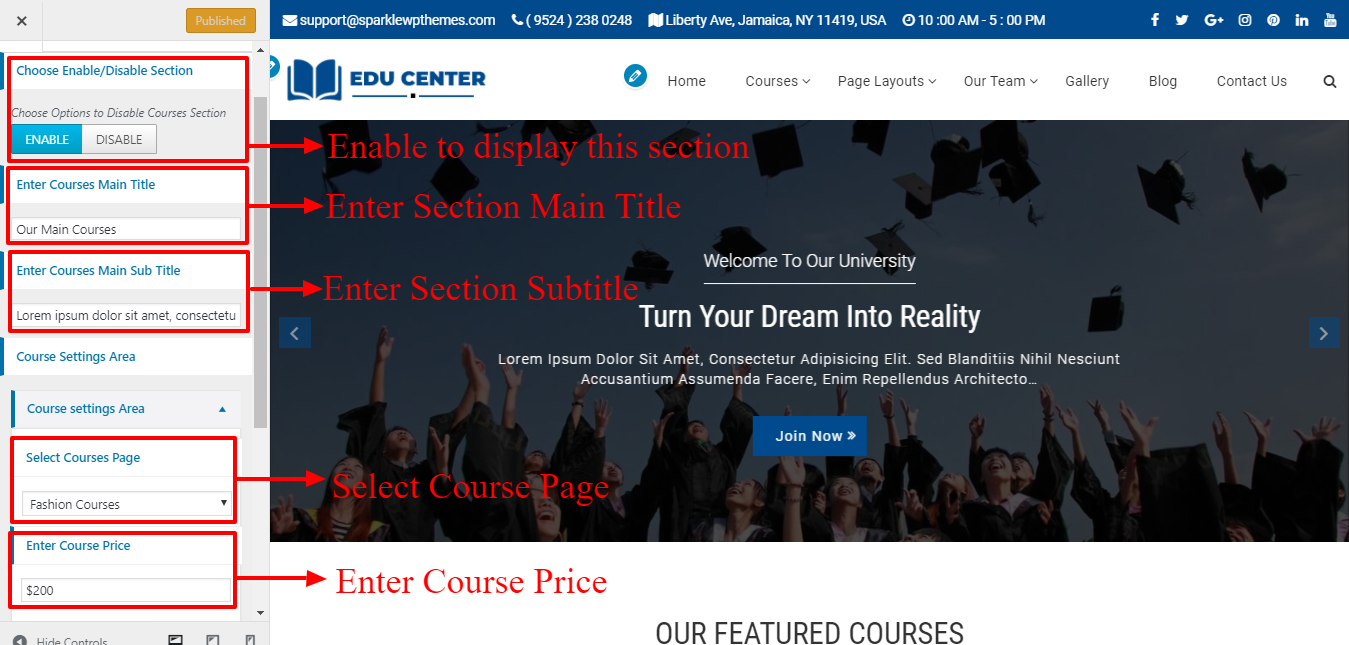 Published
Choose Enable/Disable Section
Choose Options to Disable Courses Section
ENABLE DISABLE
Enter Courses Main Title
Our Main Courses
Enter Courses Main Sub Title
Lorem ipsum dolor sit amet, consectetu
Course Settings Area
Course settings Area
Select Courses Page
Fashion Courses
Enter Course Price
$200
Hide Controls
support@sparklewpthemes.com ( 9524 ) 238 0248 Liberty Ave, Jamaica, NY 11419, USA 10 :00 AM - 5 : 00 PM
EDU CENTER
Home Courses Page Layouts Our Team Gallery Blog Contact Us
Enable to display this section
Enter Section Main Title
Welcome To Our University
Enter Section Subtitle
Turn Your Dream Into Reality
Lorem Ipsum Dolor Sit Amet, Consectetur Adipisicing Elit. Sed Blanditiis Nihil Nesciunt
Accusantium Assumenda Facere, Enim Repellendus Architecto...
Join Now
Select Course Page
Enter Course Price
OUR FEATURED COURSES